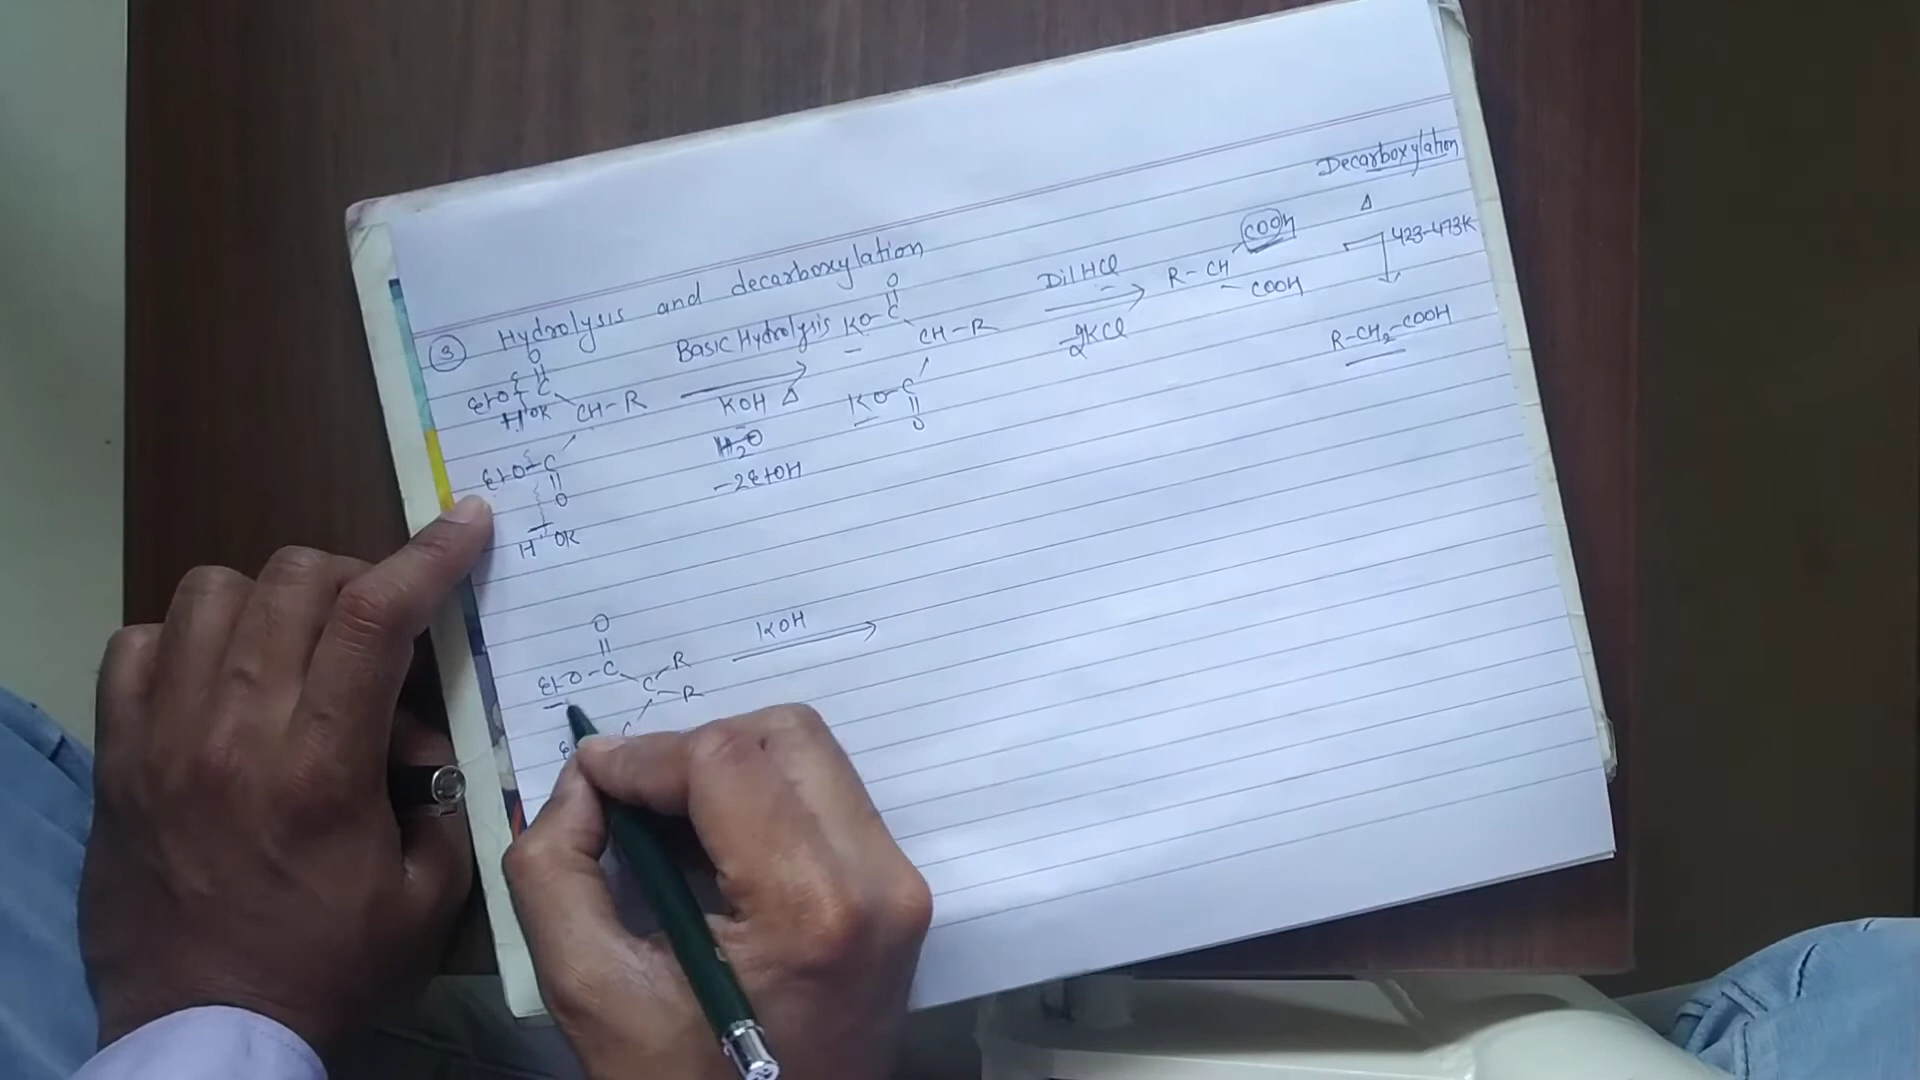 ③ Hydrolysis and decarboxylation
Decarboxylation
Δ
423-473K
O
EtO C
H OK CH-R
EtO-C
O
H OK
Basic Hydrolysis
KOH Δ
H2O
-2EtOH
O
KO-C
CH-R
KO-C
O
Dil HCl
-2KCl
COOH
R-CH
COOH
R-CH2-COOH
O
EtO-C R
C R
C
KOH